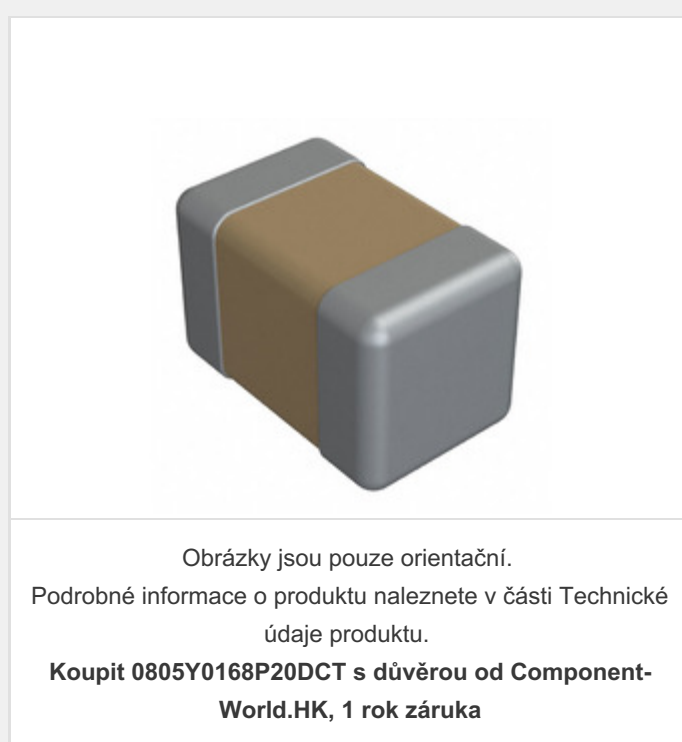 Obrázky jsou pouze orientační.
Podrobné informace o produktu naleznete v části Technické
údaje produktu.
Koupit 0805Y0168P20DCT s důvěrou od Component-
World.HK, 1 rok záruka